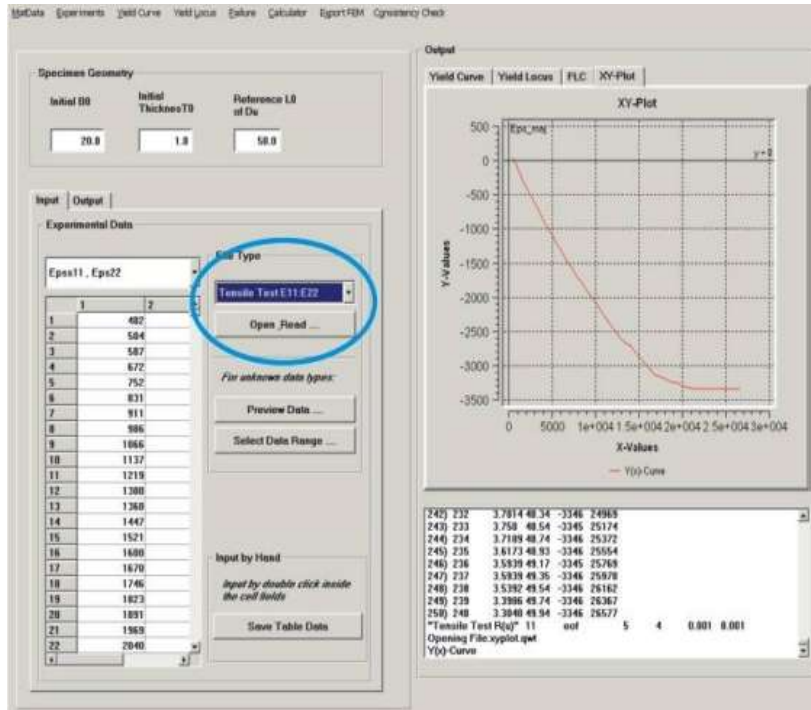 MatData Experiments Yield Curve Yield Locus Failure Calculator Export FEM Consistency Check
Output
Specimen Geometry
Initial B0 Initial ThicknesT0 Reference L0 of Du
20.0 1.0 50.0
Input Output
Experimental Data
Epss11 , Eps22
1 2
1 402
2 504
3 587
4 672
5 752
6 831
7 911
8 986
9 1066
10 1137
11 1219
12 1300
13 1360
14 1447
15 1521
16 1600
17 1670
18 1746
19 1823
20 1891
21 1969
22 2040
Type
Tensile Test E11:E22
Open_Read ...
For unknown data types:
Preview Data ...
Select Data Range ...
Input by Hand
Input by double click inside
the cell fields
Save Table Data
Yield Curve Yield Locus FLC XY-Plot
XY-Plot
Eps_maj
y = 0
500
0
-500
-1000
-1500
-2000
-2500
-3000
-3500
Y-Values
0 5000 1e+004 1.5e+004 2e+004 2.5e+004 3e+004
X-Values
Y(x)-Curve
242) 232 3.7814 48.34 -3346 24969
243) 233 3.750 48.54 -3345 25174
244) 234 3.7189 48.74 -3346 25372
245) 235 3.6173 48.93 -3346 25554
246) 236 3.5939 49.17 -3345 25769
247) 237 3.5939 49.35 -3346 25970
248) 238 3.5392 49.54 -3346 26162
249) 239 3.3986 49.74 -3346 26367
250) 240 3.3048 49.94 -3346 26577
"Tensile Test R(u)" 11 eof 5 4 0.001 0.001
Opening File:xyplot.qwt
Y(x)-Curve